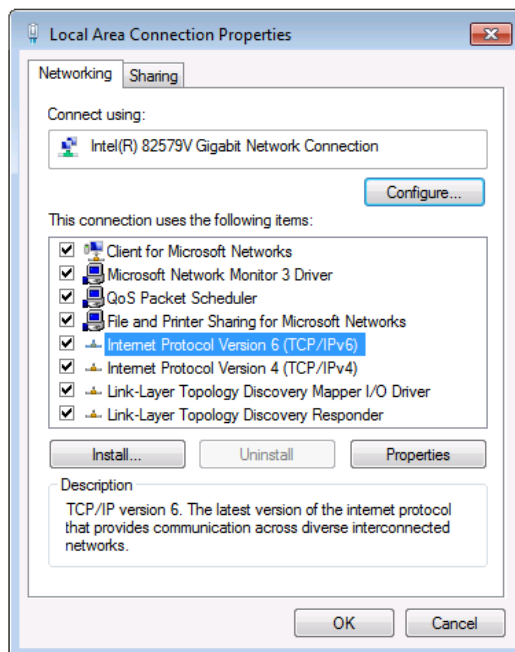 Local Area Connection Properties
Networking
Sharing
Connect using:
Intel(R) 82579V Gigabit Network Connection
Configure...
This connection uses the following items:
Client for Microsoft Networks
Microsoft Network Monitor 3 Driver
QoS Packet Scheduler
File and Printer Sharing for Microsoft Networks
Internet Protocol Version 6 (TCP/IPv6)
Internet Protocol Version 4 (TCP/IPv4)
Link-Layer Topology Discovery Mapper I/O Driver
Link-Layer Topology Discovery Responder
Install...
Uninstall
Properties
Description
TCP/IP version 6. The latest version of the internet protocol
that provides communication across diverse interconnected
networks.
OK
Cancel